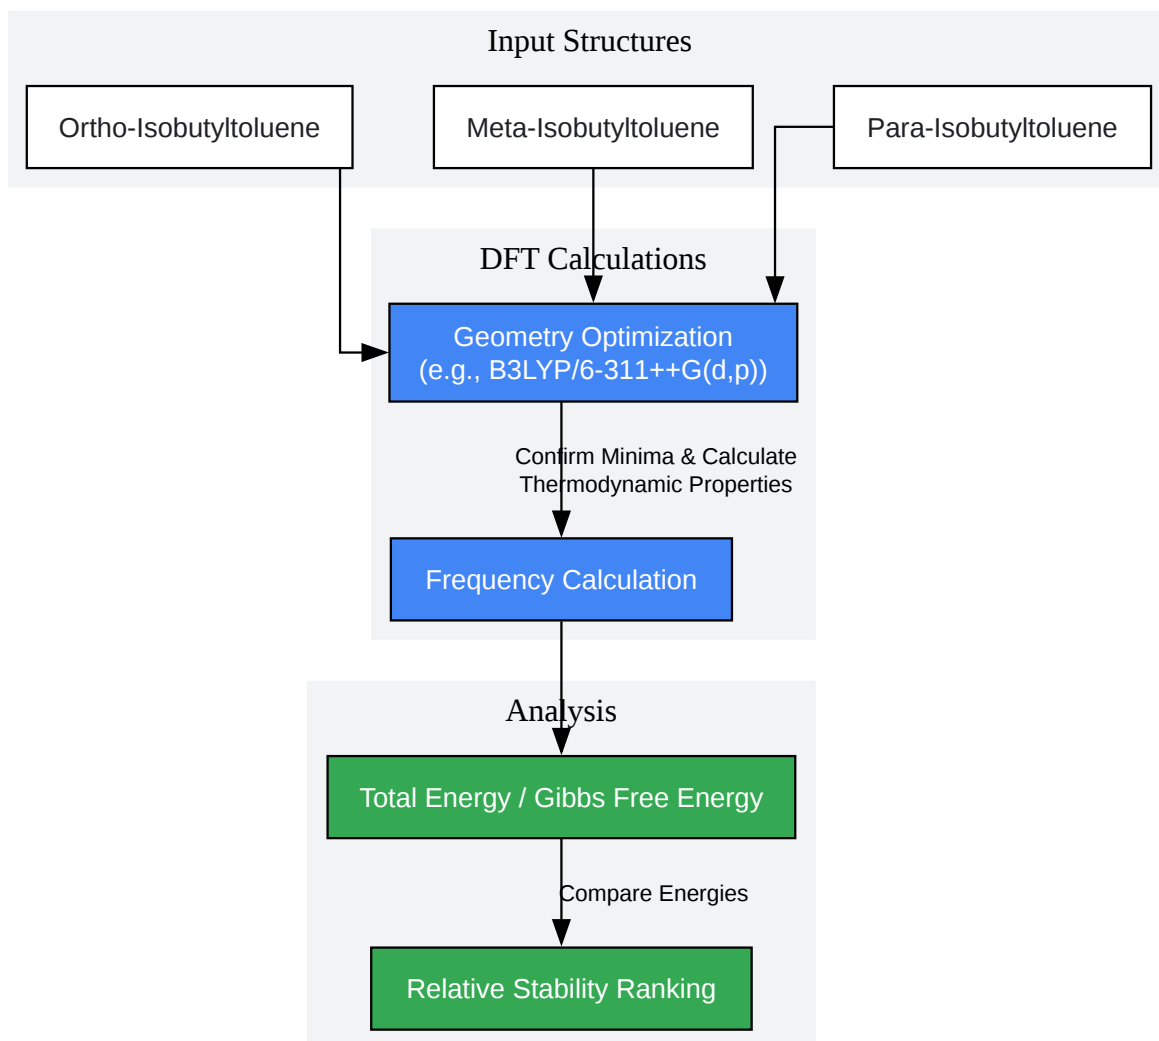 Input Structures
Ortho-Isobutyltoluene
Meta-Isobutyltoluene
Para-Isobutyltoluene
DFT Calculations
Geometry Optimization
(e.g., B3LYP/6-311++G(d,p))
Confirm Minima & Calculate
Thermodynamic Properties
Frequency Calculation
Analysis
Total Energy / Gibbs Free Energy
Compare Energies
Relative Stability Ranking